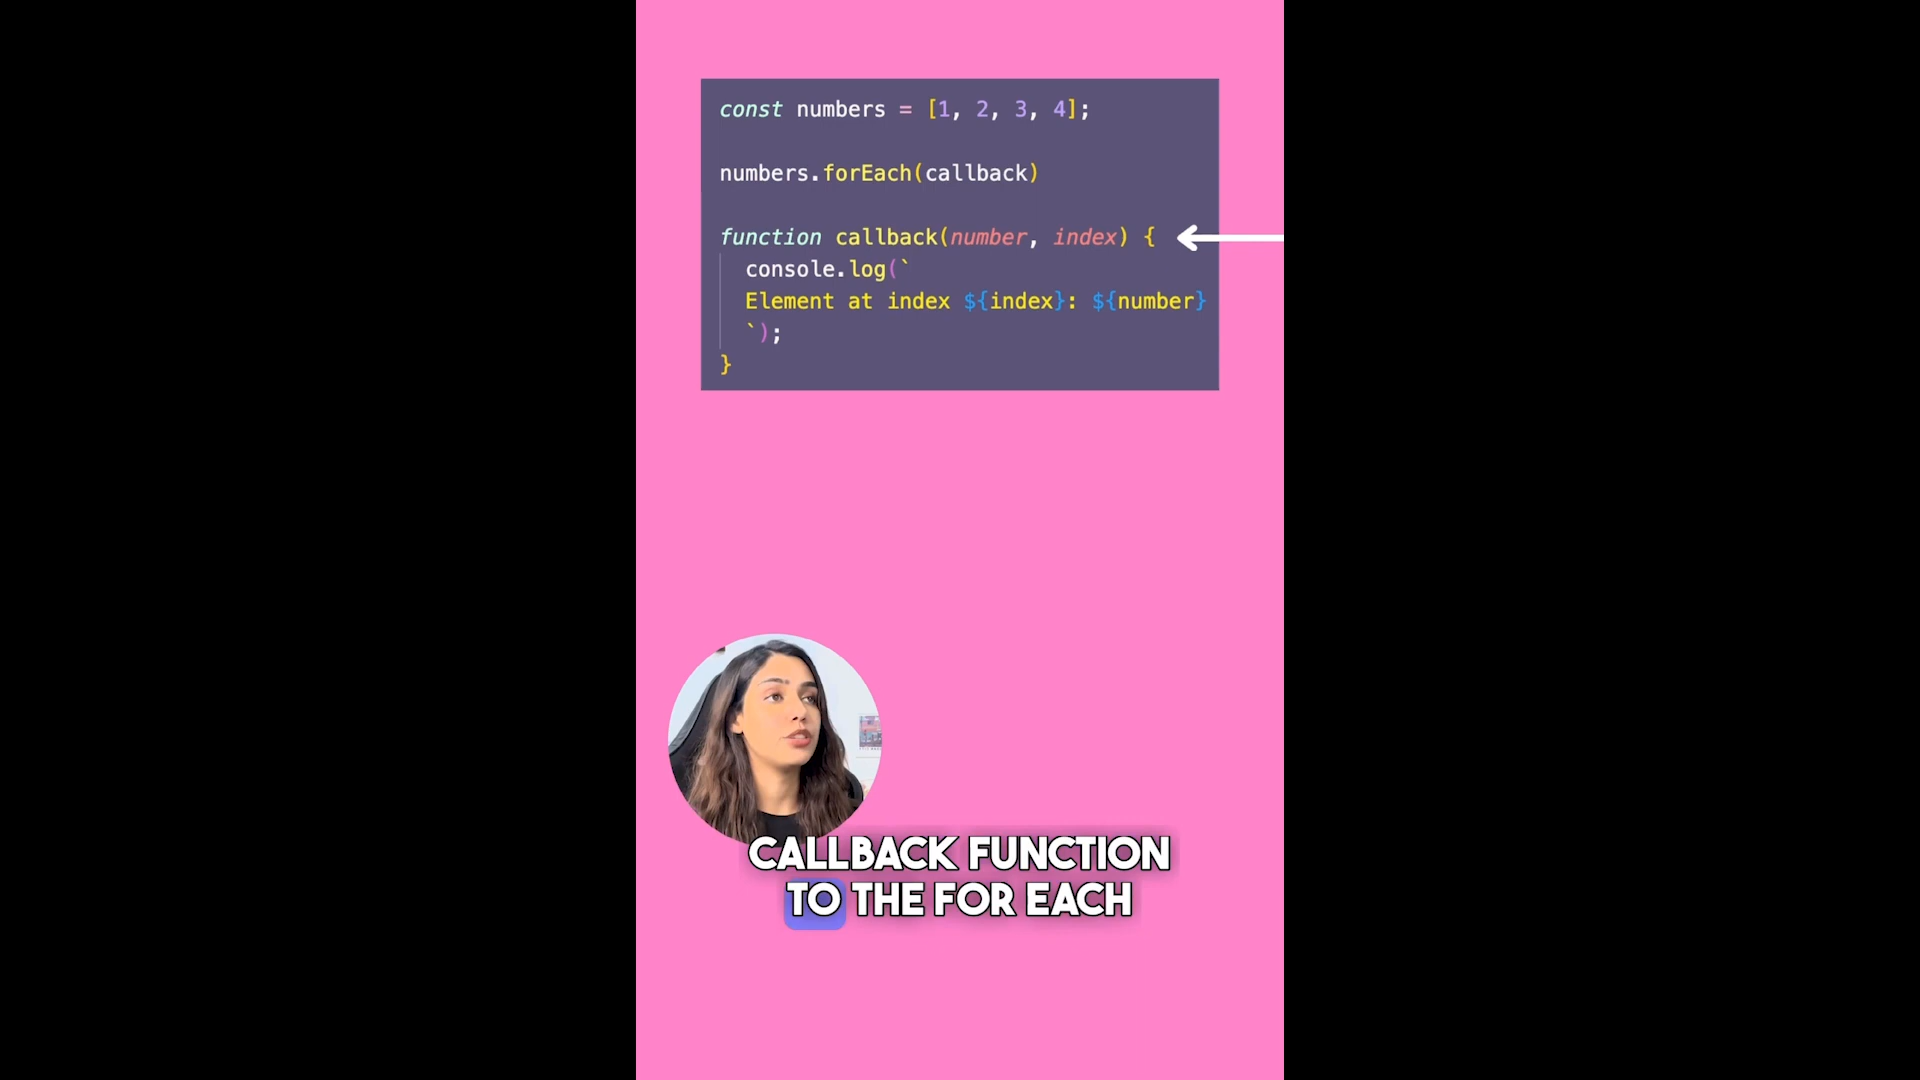 const numbers = [1, 2, 3, 4];
numbers.forEach(callback)
function callback(number, index) {
console.log(`
Element at index ${index}: ${number}
`);
}
CALLBACK FUNCTION
TO THE FOR EACH